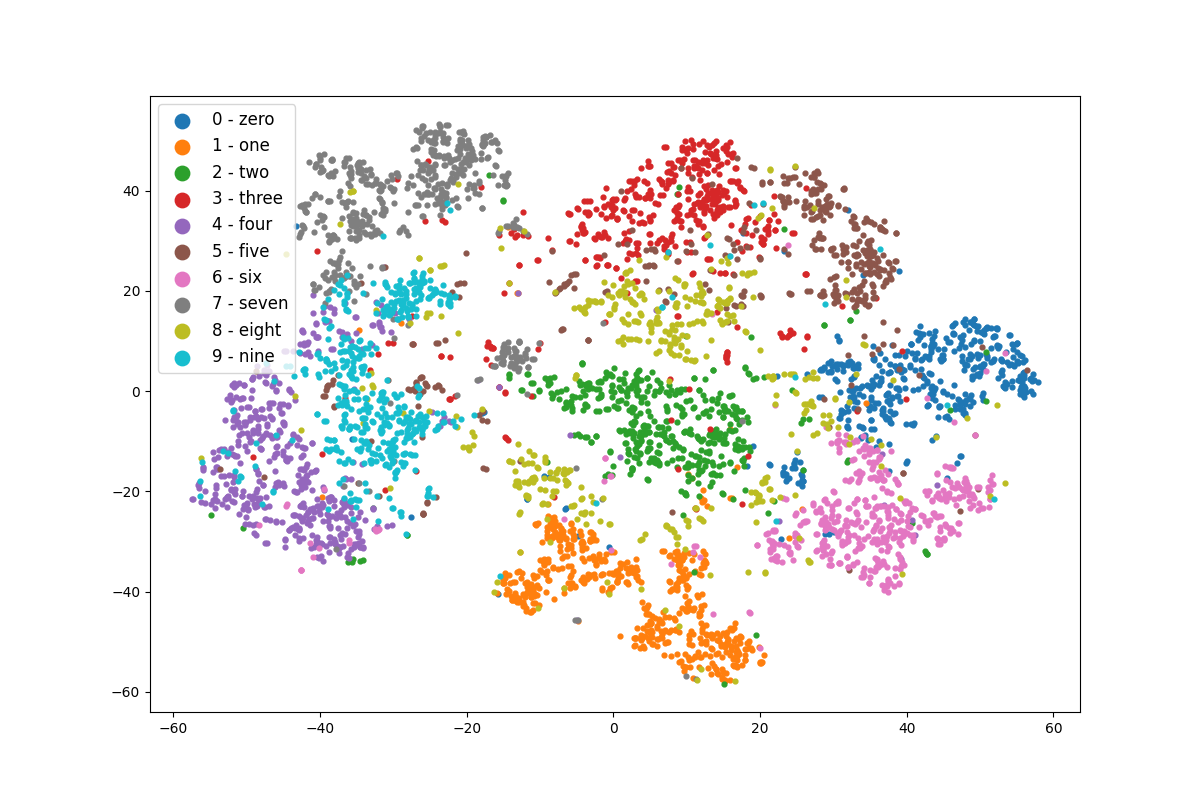 0 - zero
1 - one
2 - two
3 - three
4 - four
5 - five
6 - six
7 - seven
8 - eight
9 - nine
40
20
0
−20
−40
−60
−60 −40 −20 0 20 40 60